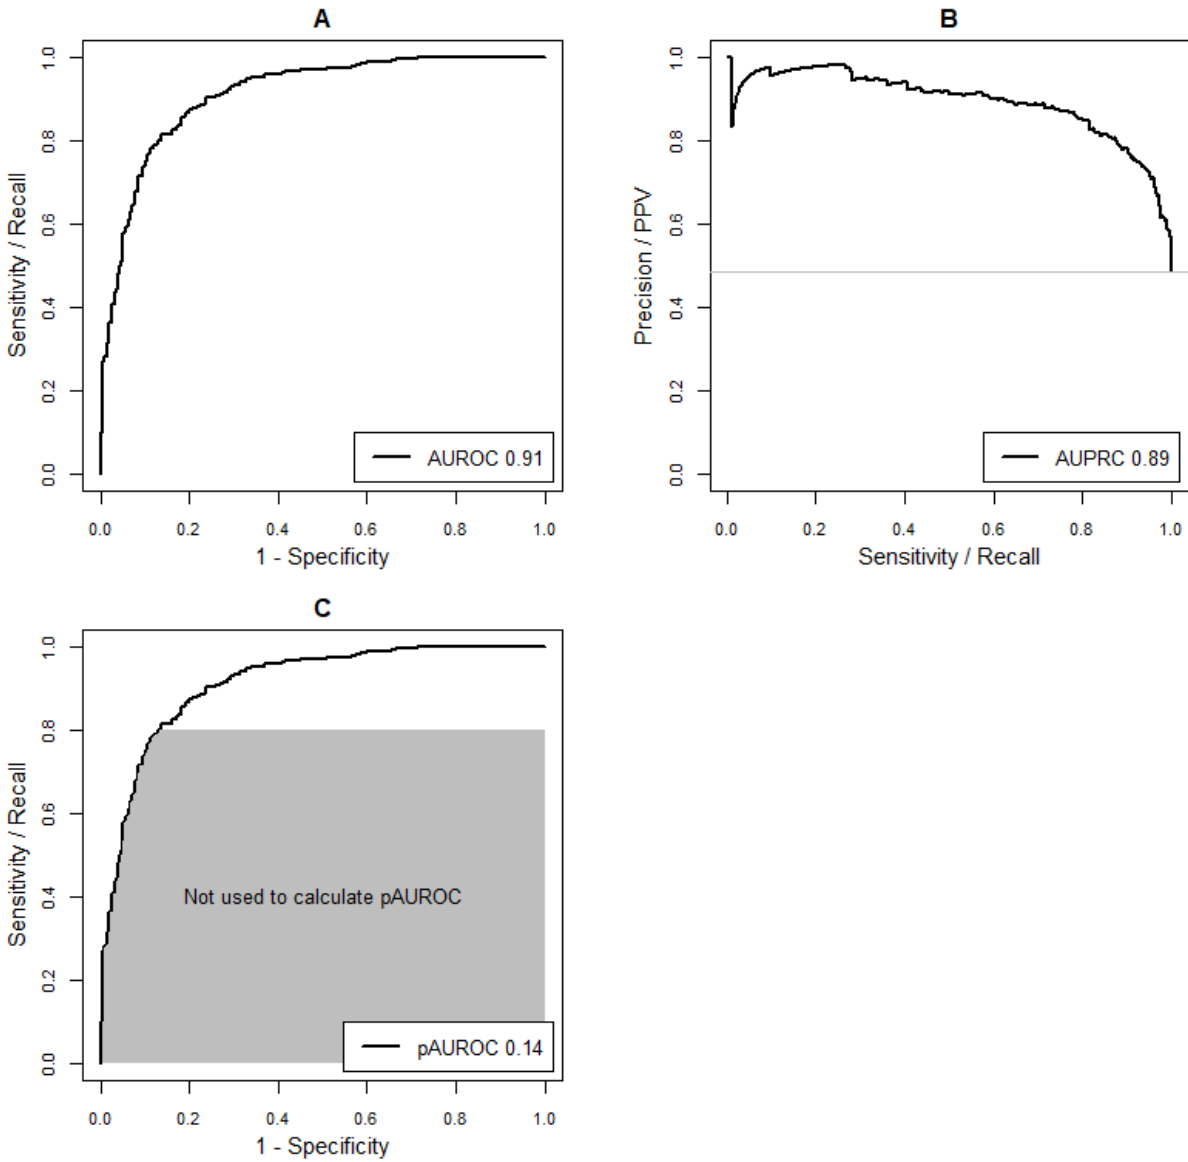 A
1.0
0.8
0.6
0.4
0.2
0.0
Sensitivity / Recall
AUROC 0.91
0.0 0.2 0.4 0.6 0.8 1.0
1 - Specificity
B
1.0
0.8
0.6
0.4
0.2
0.0
Precision / PPV
AUPRC 0.89
0.0 0.2 0.4 0.6 0.8 1.0
Sensitivity / Recall
C
1.0
0.8
0.6
0.4
0.2
0.0
Sensitivity / Recall
Not used to calculate pAUROC
pAUROC 0.14
0.0 0.2 0.4 0.6 0.8 1.0
1 - Specificity